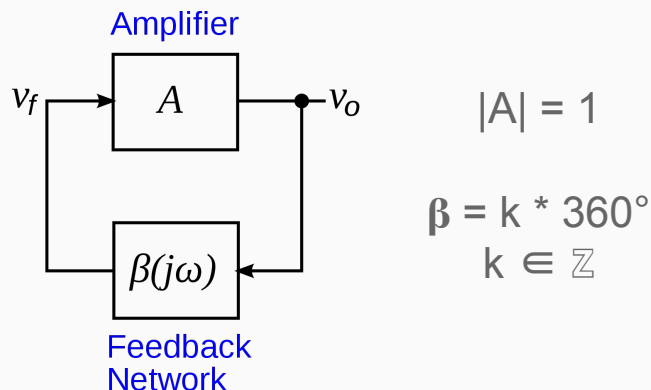 Amplifier
v_f
A
v_o
β(jω)
Feedback
Network
|A| = 1
β = k * 360°
k ∈ ℤ